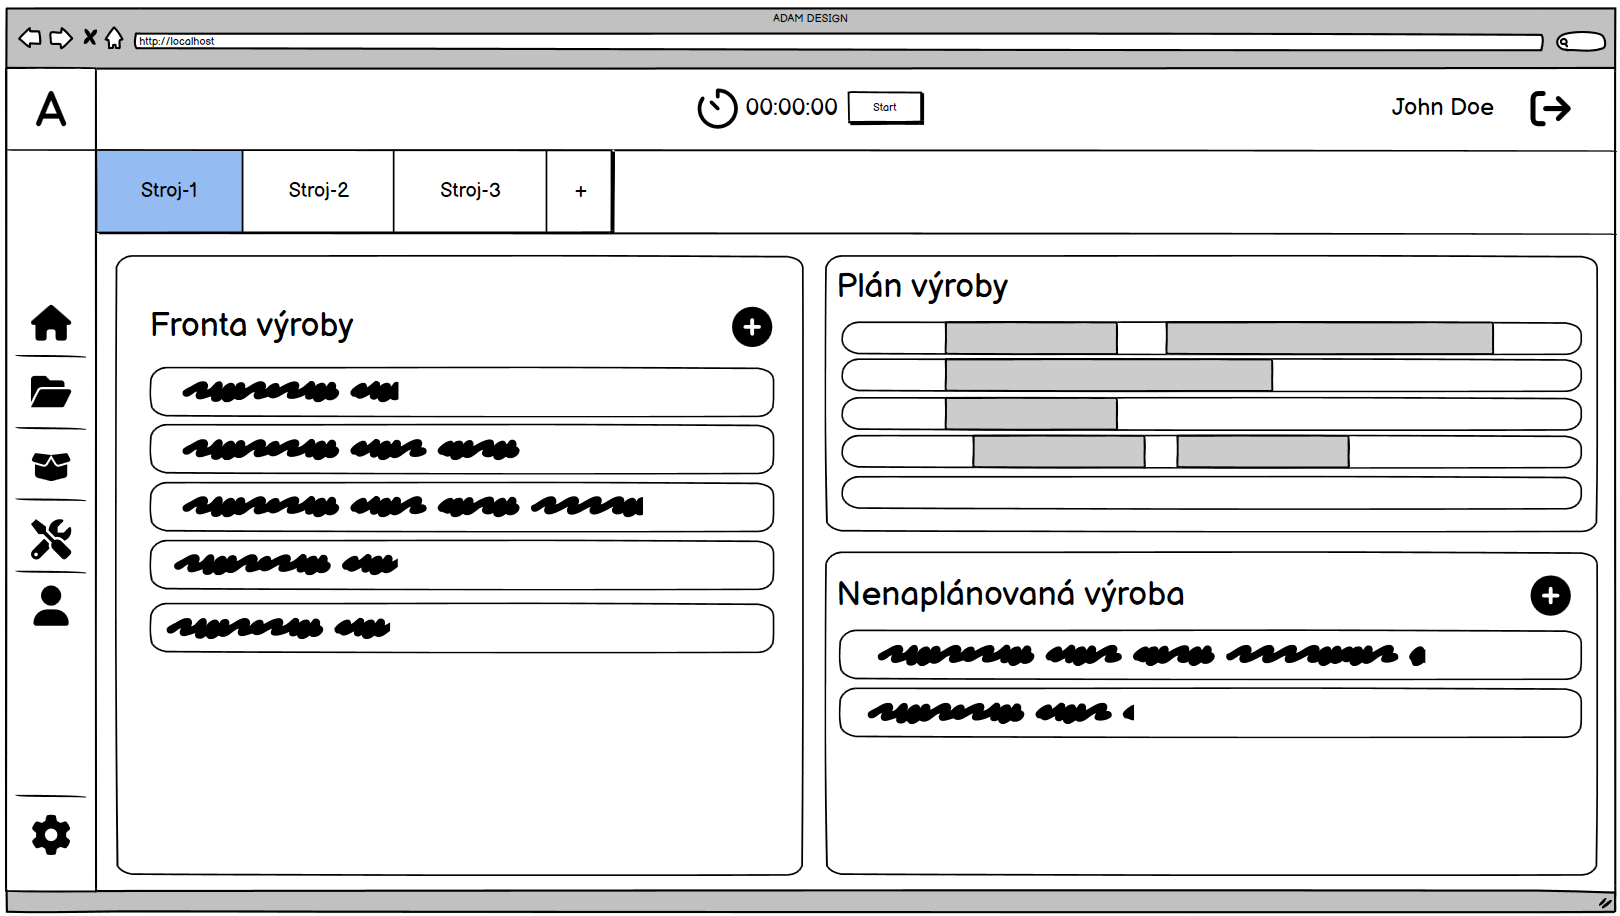 ADAM DESIGN
http://localhost
A
00:00:00 Start
John Doe
Stroj-1 Stroj-2 Stroj-3 +
Fronta výroby
Plán výroby
Nenaplánovaná výroba